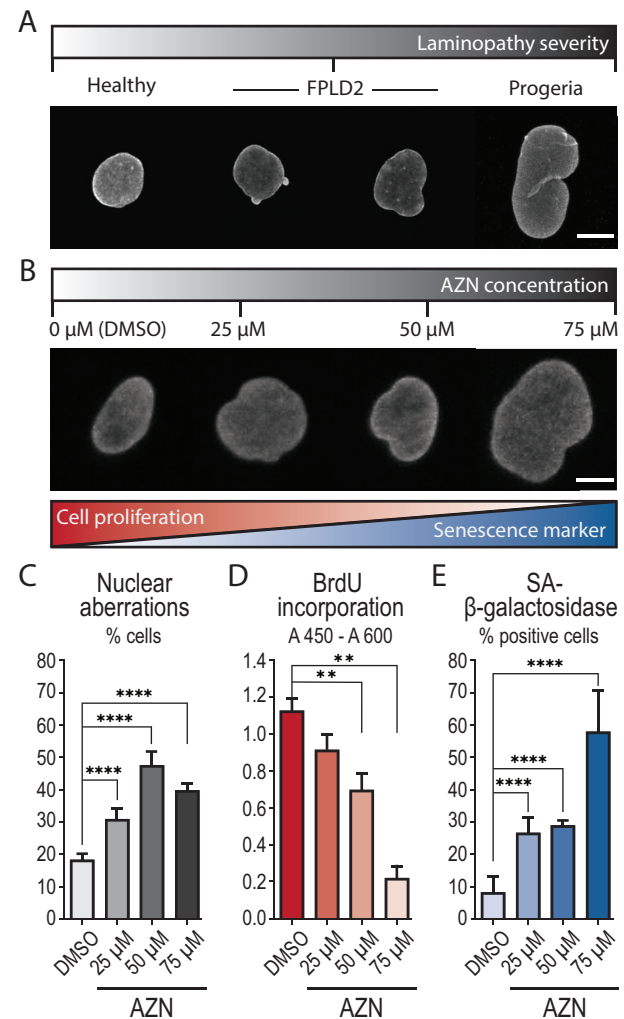 A
Laminopathy severity
Healthy
FPLD2
Progeria
B
AZN concentration
0 µM (DMSO)
25 µM
50 µM
75 µM
Cell proliferation
Senescence marker
C
Nuclear
aberrations
% cells
80
70
60
50
40
30
20
10
0
****
****
****
DMSO
25 µM
50 µM
75 µM
AZN
D
BrdU
incorporation
A 450 - A 600
1.4
1.2
1.0
0.8
0.6
0.4
0.2
0.0
**
**
DMSO
25 µM
50 µM
75 µM
AZN
E
SA-
β-galactosidase
% positive cells
80
70
60
50
40
30
20
10
0
****
****
****
DMSO
25 µM
50 µM
75 µM
AZN